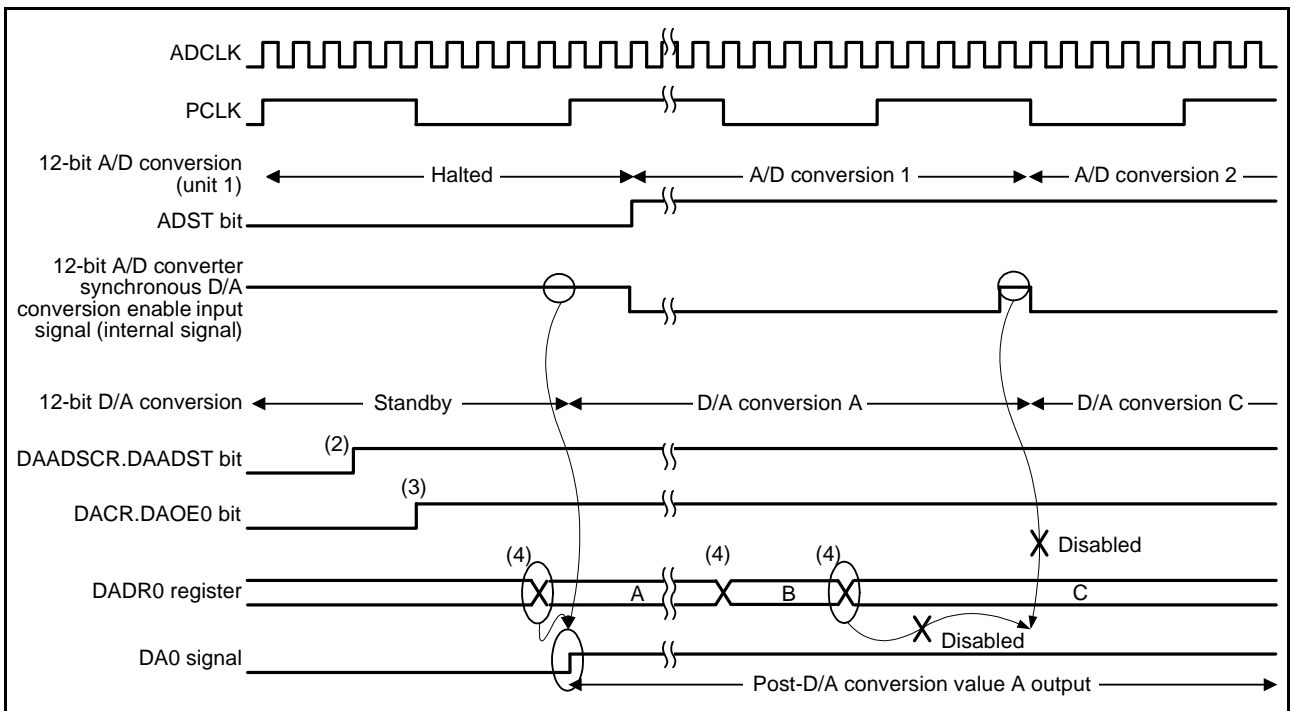 ADCLK
PCLK
12-bit A/D conversion
(unit 1)
Halted
A/D conversion 1
A/D conversion 2
ADST bit
12-bit A/D converter
synchronous D/A
conversion enable input
signal (internal signal)
12-bit D/A conversion
Standby
D/A conversion A
D/A conversion C
(2)
DAADSCR.DAADST bit
(3)
DACR.DAOE0 bit
Disabled
(4)
(4)
(4)
DADR0 register
A
B
C
Disabled
DA0 signal
Post-D/A conversion value A output